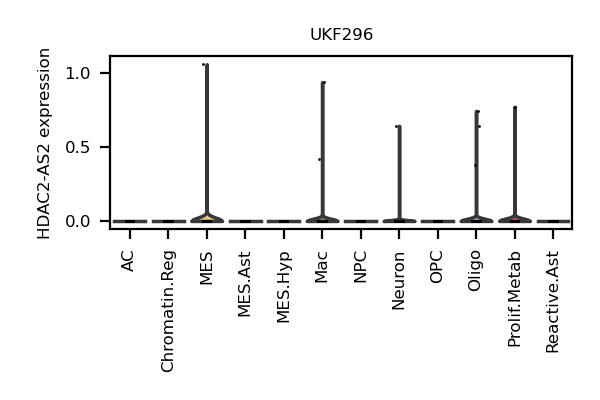 UKF296
HDAC2-AS2 expression
1.0
0.5
0.0
AC
Chromatin.Reg
MES
MES.Ast
MES.Hyp
Mac
NPC
Neuron
OPC
Oligo
Prolif.Metab
Reactive.Ast